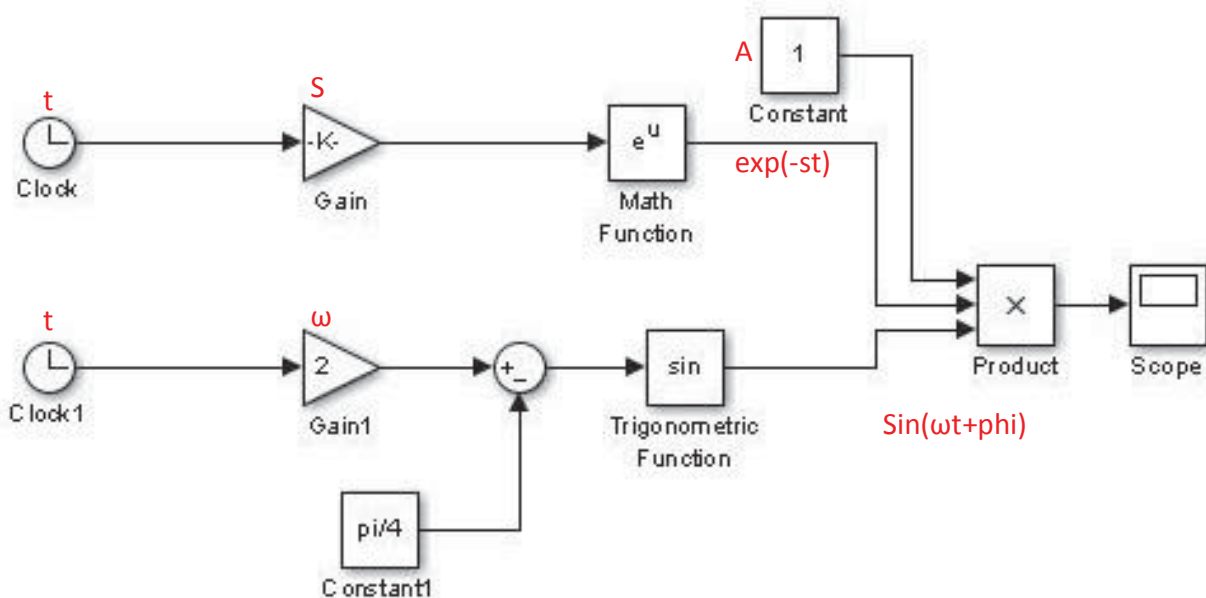 A
1
Constant
t
S
-K-
e^u
exp(-st)
Clock
Gain
Math
Function
t
ω
2
+
_
sin
×
Product
Scope
Clock1
Gain1
Trigonometric
Function
Sin(ωt+phi)
pi/4
Constant1